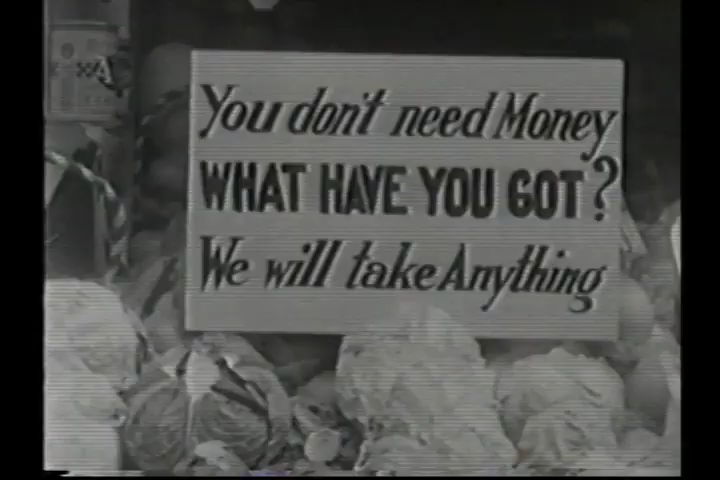 You don't need Money
WHAT HAVE YOU GOT?
We will take Anything